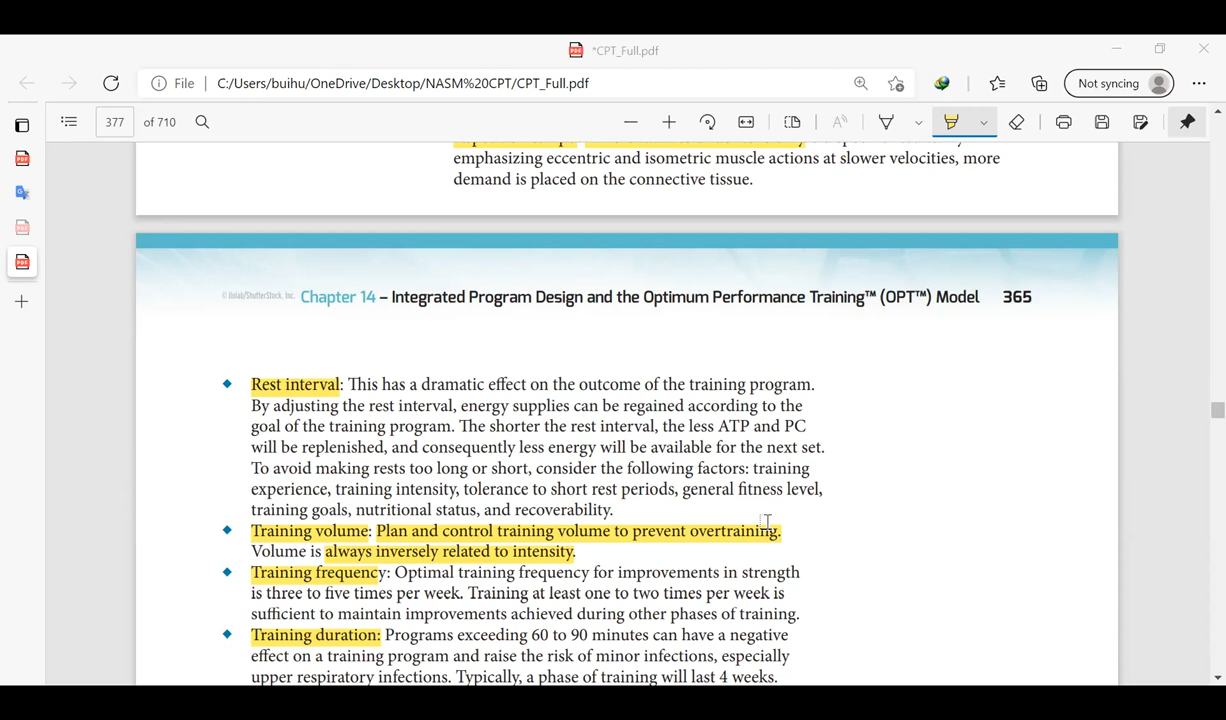 *CPT_Full.pdf
File | C:/Users/buihu/OneDrive/Desktop/NASM%20CPT/CPT_Full.pdf
Not syncing
377 of 710
emphasizing eccentric and isometric muscle actions at slower velocities, more
demand is placed on the connective tissue.
Chapter 14 – Integrated Program Design and the Optimum Performance Training™ (OPT™) Model 365
Rest interval: This has a dramatic effect on the outcome of the training program.
By adjusting the rest interval, energy supplies can be regained according to the
goal of the training program. The shorter the rest interval, the less ATP and PC
will be replenished, and consequently less energy will be available for the next set.
To avoid making rests too long or short, consider the following factors: training
experience, training intensity, tolerance to short rest periods, general fitness level,
training goals, nutritional status, and recoverability.
Training volume: Plan and control training volume to prevent overtraining.
Volume is always inversely related to intensity.
Training frequency: Optimal training frequency for improvements in strength
is three to five times per week. Training at least one to two times per week is
sufficient to maintain improvements achieved during other phases of training.
Training duration: Programs exceeding 60 to 90 minutes can have a negative
effect on a training program and raise the risk of minor infections, especially
upper respiratory infections. Typically, a phase of training will last 4 weeks.